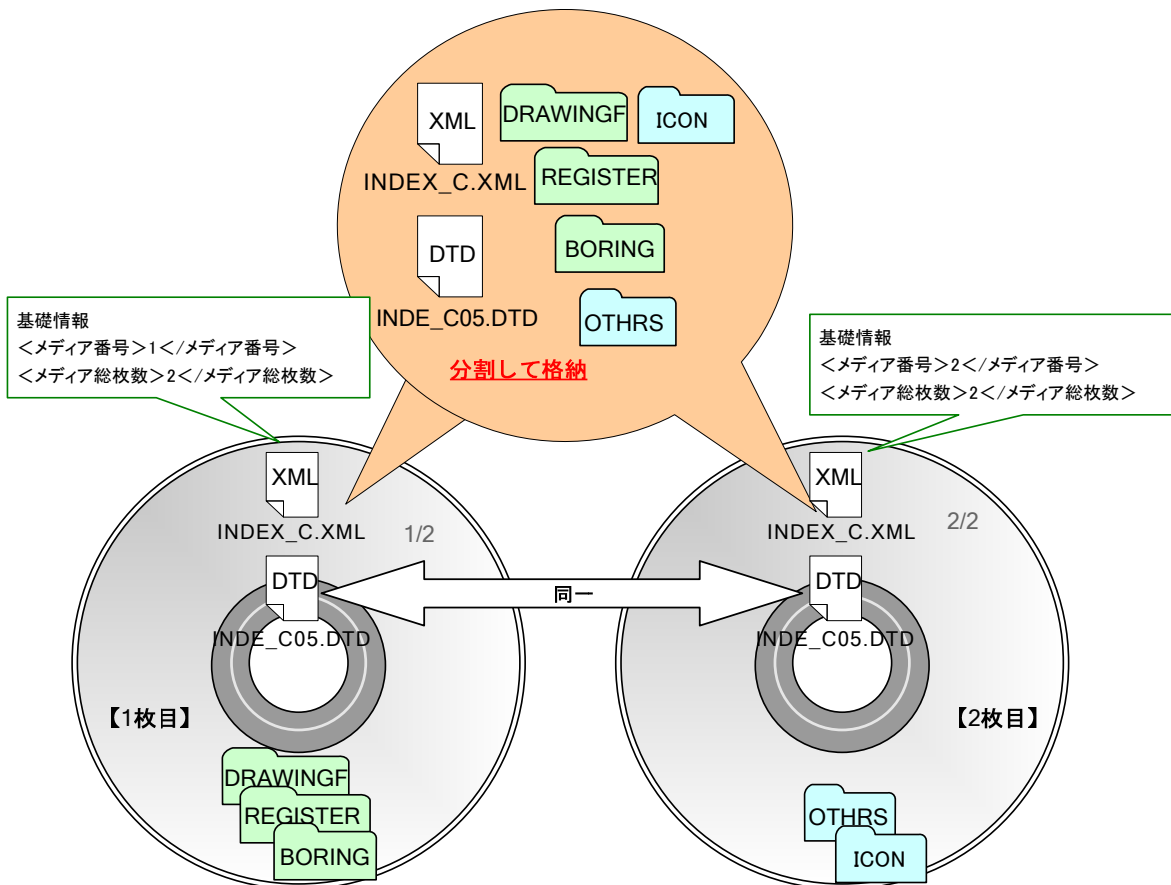 XML
DRAWINGF
ICON
INDEX_C.XML
REGISTER
DTD
BORING
INDE_C05.DTD
OTHRS
分割して格納
基礎情報
<メディア番号>1</メディア番号>
<メディア総枚数>2</メディア総枚数>
基礎情報
<メディア番号>2</メディア番号>
<メディア総枚数>2</メディア総枚数>
XML
INDEX_C.XML
1/2
DTD
INDE_C05.DTD
【1枚目】
DRAWINGF
REGISTER
BORING
同一
XML
INDEX_C.XML
2/2
DTD
INDE_C05.DTD
【2枚目】
OTHRS
ICON